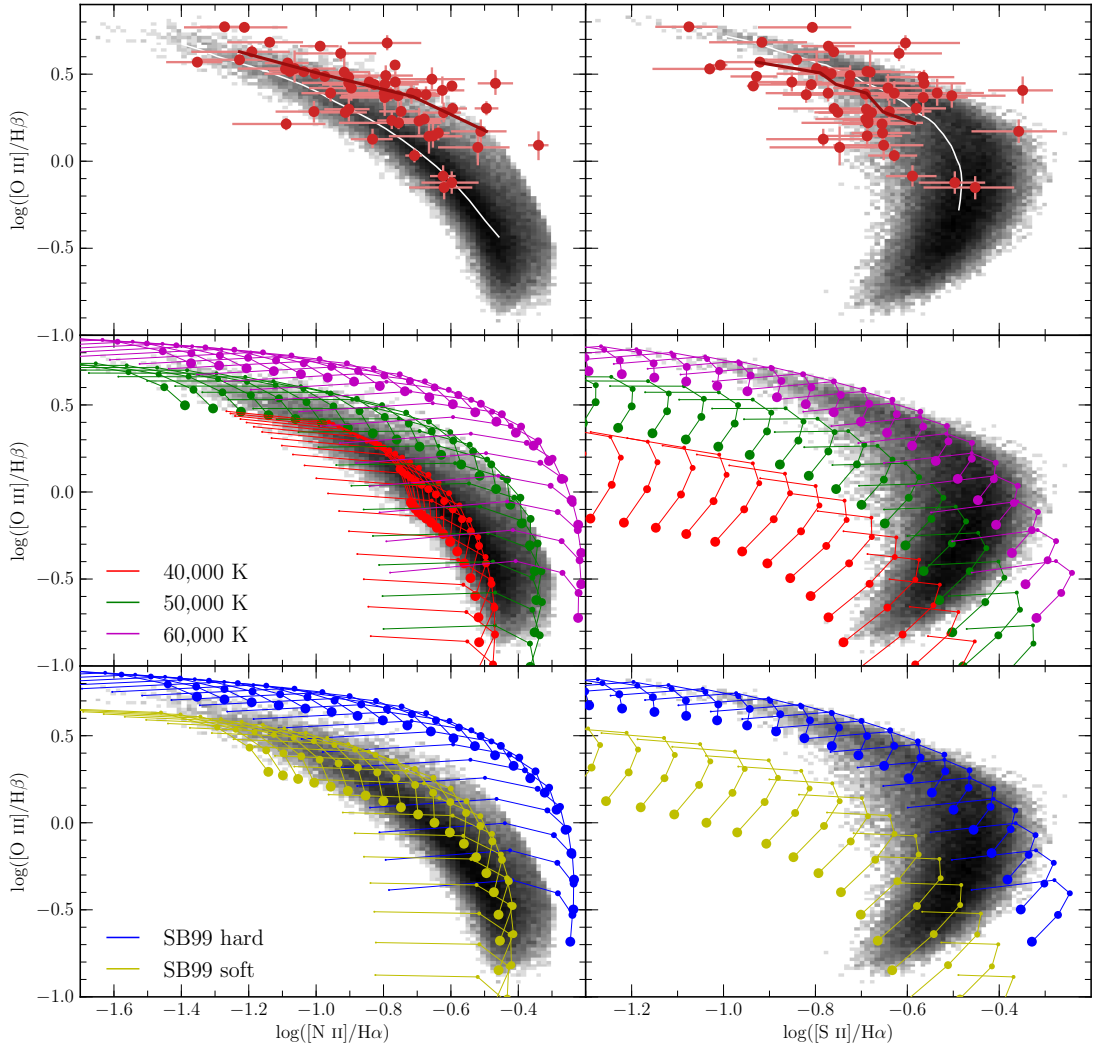 0.5
0.0
−0.5
−1.0
log([O III]/Hβ)
0.5
0.0
−0.5
−1.0
log([O III]/Hβ)
40,000 K
50,000 K
60,000 K
0.5
0.0
−0.5
−1.0
log([O III]/Hβ)
SB99 hard
SB99 soft
−1.6 −1.4 −1.2 −1.0 −0.8 −0.6 −0.4
−1.2 −1.0 −0.8 −0.6 −0.4
log([N II]/Hα)
log([S II]/Hα)